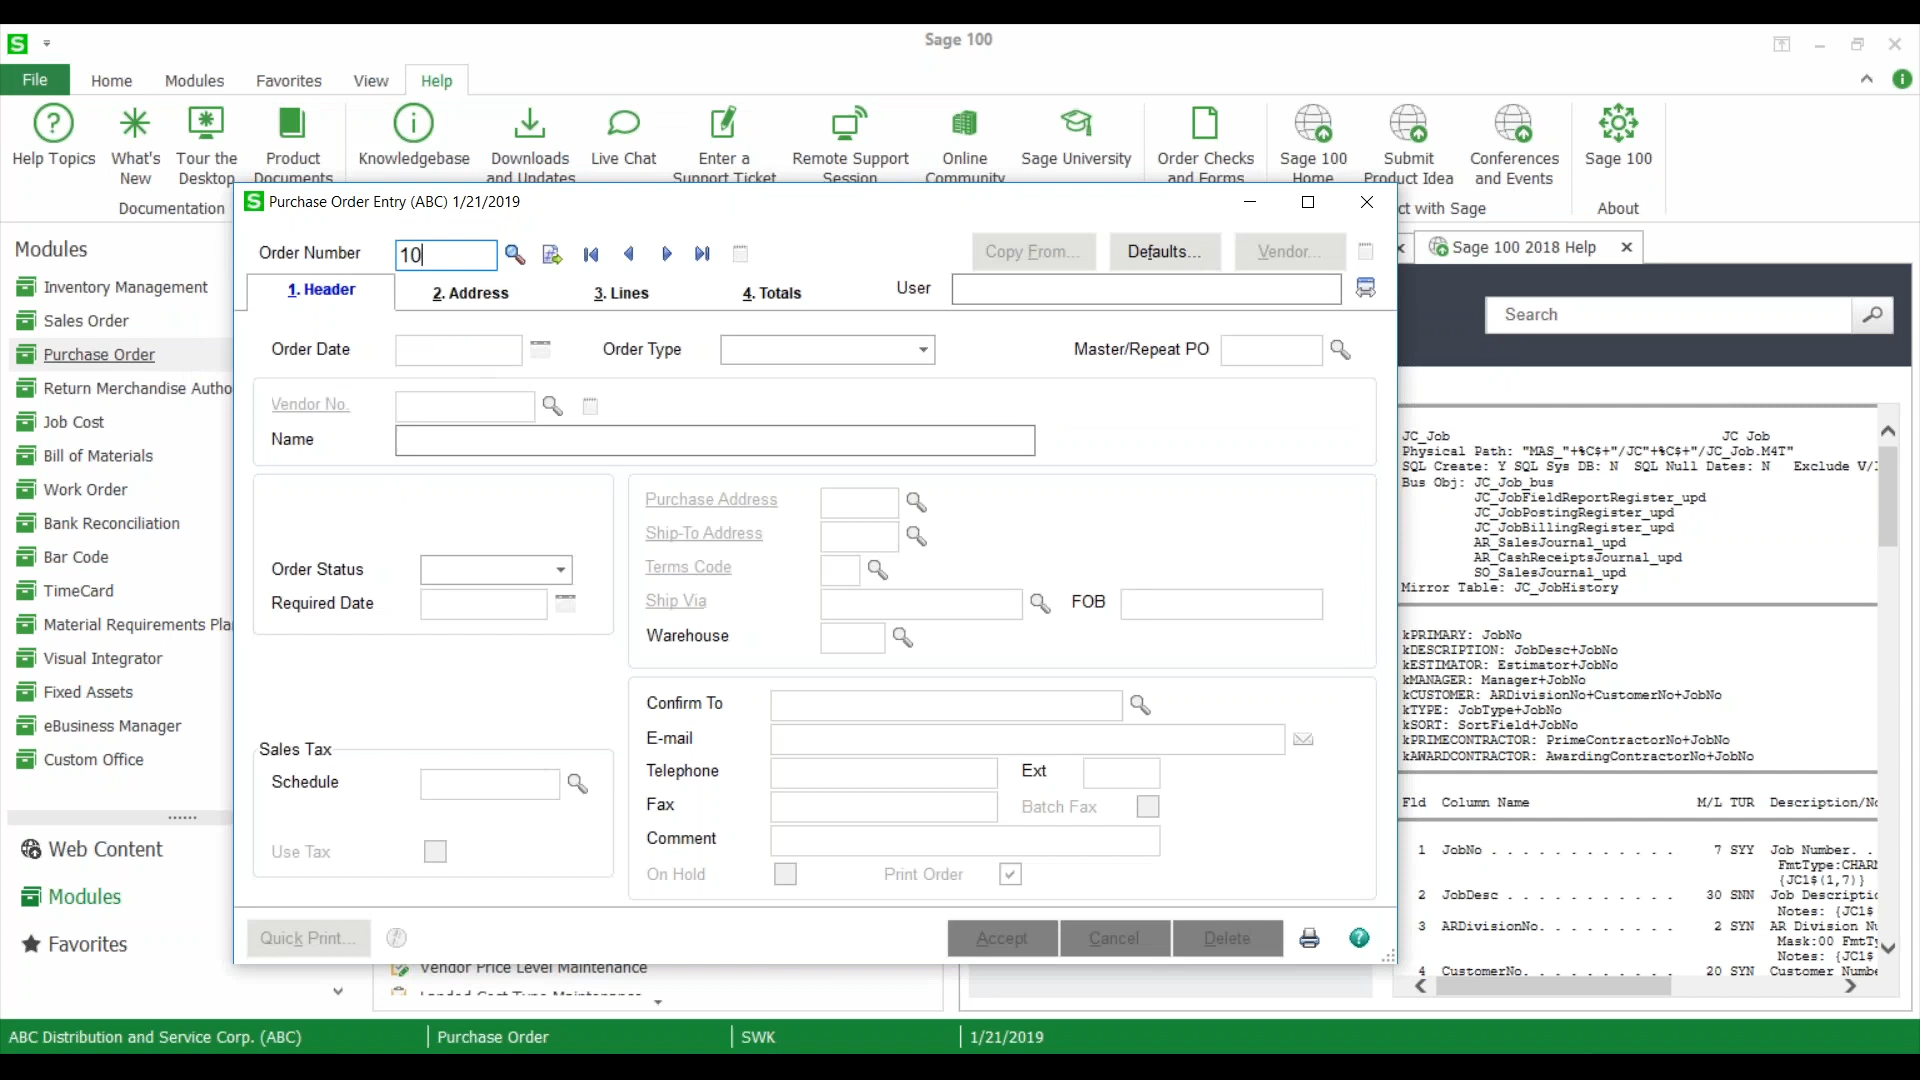 Sage 100
File Home Modules Favorites View Help
Help Topics What's New Tour the Desktop Product Documents Knowledgebase Downloads and Updates Live Chat Enter a Support Ticket Remote Support Session Online Community Sage University Order Checks and Forms Sage 100 Home Submit Product Idea Conferences and Events Sage 100
Documentation ct with Sage About
Modules
Inventory Management
Sales Order
Purchase Order
Return Merchandise Autho
Job Cost
Bill of Materials
Work Order
Bank Reconciliation
Bar Code
TimeCard
Material Requirements Pla
Visual Integrator
Fixed Assets
eBusiness Manager
Custom Office
Web Content
Modules
Favorites
Purchase Order Entry (ABC) 1/21/2019
Order Number 10 Copy From... Defaults... Vendor...
1. Header 2. Address 3. Lines 4. Totals User
Order Date Order Type Master/Repeat PO
Vendor No.
Name
Order Status
Required Date
Purchase Address
Ship-To Address
Terms Code
Ship Via FOB
Warehouse
Sales Tax
Schedule
Use Tax
Confirm To
E-mail
Telephone Ext
Fax Batch Fax
Comment
On Hold Print Order
Quick Print... Accept Cancel Delete
Vendor Price Level Maintenance
Sage 100 2018 Help
Search
JC_Job JC Job
Physical Path: "MAS_"+%C$+"/JC"+%C$+"/JC_Job.M4T"
SQL Create: Y SQL Sys DB: N SQL Null Dates: N Exclude V/I
Bus Obj: JC_Job_bus
JC_JobFieldReportRegister_upd
JC_JobPostingRegister_upd
JC_JobBillingRegister_upd
AR_SalesJournal_upd
AR_CashReceiptsJournal_upd
SO_SalesJournal_upd
Mirror Table: JC_JobHistory
kPRIMARY: JobNo
kDESCRIPTION: JobDesc+JobNo
kESTIMATOR: Estimator+JobNo
kMANAGER: Manager+JobNo
kCUSTOMER: ARDivisionNo+CustomerNo+JobNo
kTYPE: JobType+JobNo
kSORT: SortField+JobNo
kPRIMECONTRACTOR: PrimeContractorNo+JobNo
kAWARDCONTRACTOR: AwardingContractorNo+JobNo
Fld Column Name M/L TUR Description/No
1 JobNo . . . . . . . . . . . . 7 SYY Job Number. .
FmtType:CHAR
{JC1$(1,7)}
2 JobDesc . . . . . . . . . . . 30 SNN Job Descriptic
Notes: {JC1$
3 ARDivisionNo. . . . . . . . . 2 SYN AR Division Nu
Mask:00 FmtTy
Notes: {JC1$
4 CustomerNo. . . . . . . . . . 20 SYN Customer Numbe
ABC Distribution and Service Corp. (ABC) Purchase Order SWK 1/21/2019